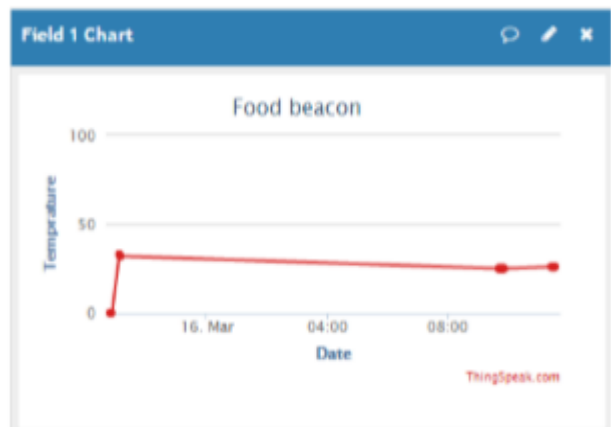 Field 1 Chart
Food beacon
100
50
0
Temprature
16. Mar 04:00 08:00
Date
ThingSpeak.com